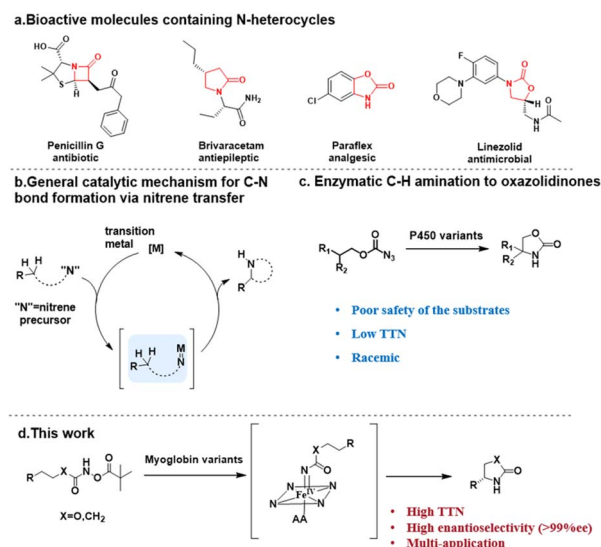 a.Bioactive molecules containing N-heterocycles
HO
O
N
O
S
H
O
Penicillin G
antibiotic
O
N
NH2
O
Brivaracetam
antiepileptic
Cl
O
O
N
H
Paraflex
analgesic
F
N
O
N
O
O
H
N
H
O
Linezolid
antimicrobial
b.General catalytic mechanism for C-N
bond formation via nitrene transfer
transition
metal
[M]
H H
R
"N"
"N"=nitrene
precursor
H H
R
M
N
H
N
R
c. Enzymatic C-H amination to oxazolidinones
R1
R2
O
O
N3
P450 variants
R1
R2
O
O
N
H
• Poor safety of the substrates
• Low TTN
• Racemic
d.This work
R
X
O
H
N
O
O
X=O,CH2
Myoglobin variants
R
X
O
N
N
N
FeIV
N
N
AA
X
O
R
N
H
• High TTN
• High enantioselectivity (>99%ee)
• Multi-application